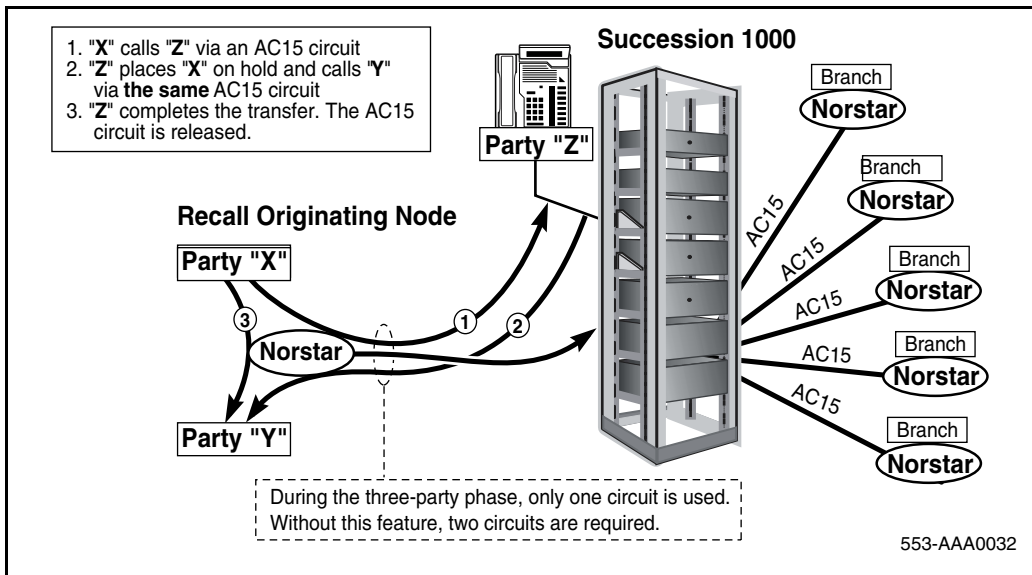 1. "X" calls "Z" via an AC15 circuit
2. "Z" places "X" on hold and calls "Y"
via the same AC15 circuit
3. "Z" completes the transfer. The AC15
circuit is released.
Succession 1000
Party "Z"
Recall Originating Node
Party "X"
1
2
3
Norstar
Party "Y"
Branch
Norstar
AC15
Branch
Norstar
AC15
Branch
Norstar
AC15
Branch
Norstar
AC15
Branch
Norstar
AC15
During the three-party phase, only one circuit is used.
Without this feature, two circuits are required.
553-AAA0032